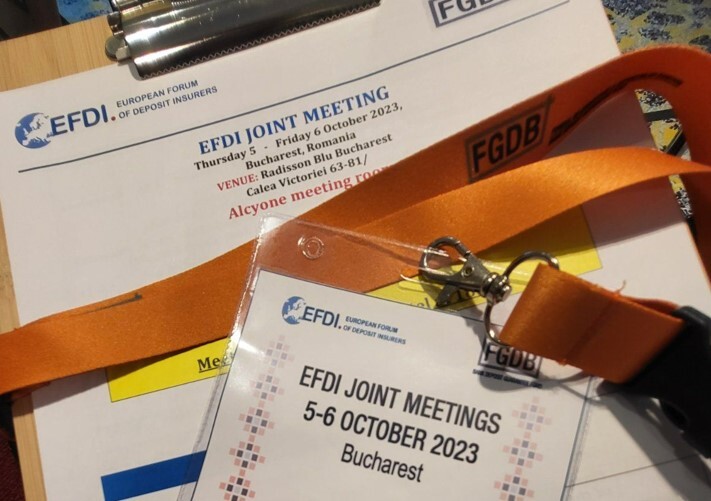 FGDB
EFDI.
EUROPEAN FORUM
OF DEPOSIT INSURERS
EFDI JOINT MEETING
Thursday 5 - Friday 6 October 2023,
Bucharest, Romania
VENUE: Radisson Blu Bucharest
Calea Victoriei 63-81/
Alcyone meeting
FGDB
EFDI.
EUROPEAN FORUM
OF DEPOSIT INSURERS
FGDB
EFDI JOINT MEETINGS
5-6 OCTOBER 2023
Bucharest